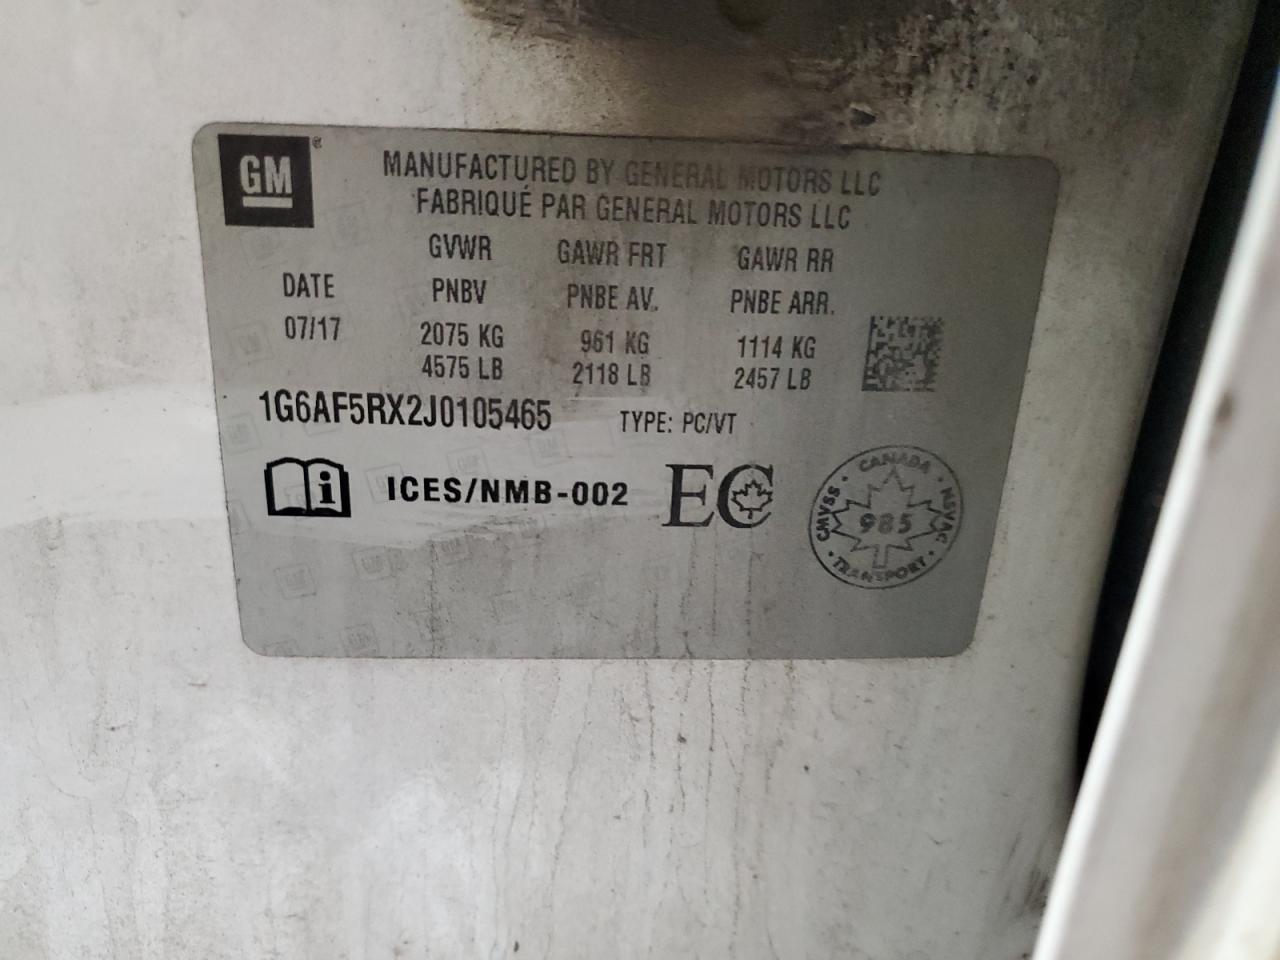 GM ®
MANUFACTURED BY GENERAL MOTORS LLC
FABRIQUÉ PAR GENERAL MOTORS LLC
GVWR GAWR FRT GAWR RR
DATE PNBV PNBE AV. PNBE ARR.
07/17 2075 KG 961 KG 1114 KG
4575 LB 2118 LB 2457 LB
1G6AF5RX2J0105465 TYPE: PC/VT
i ICES/NMB-002 EC
CANADA
CMVSS 985 NSVAC
TRANSPORT